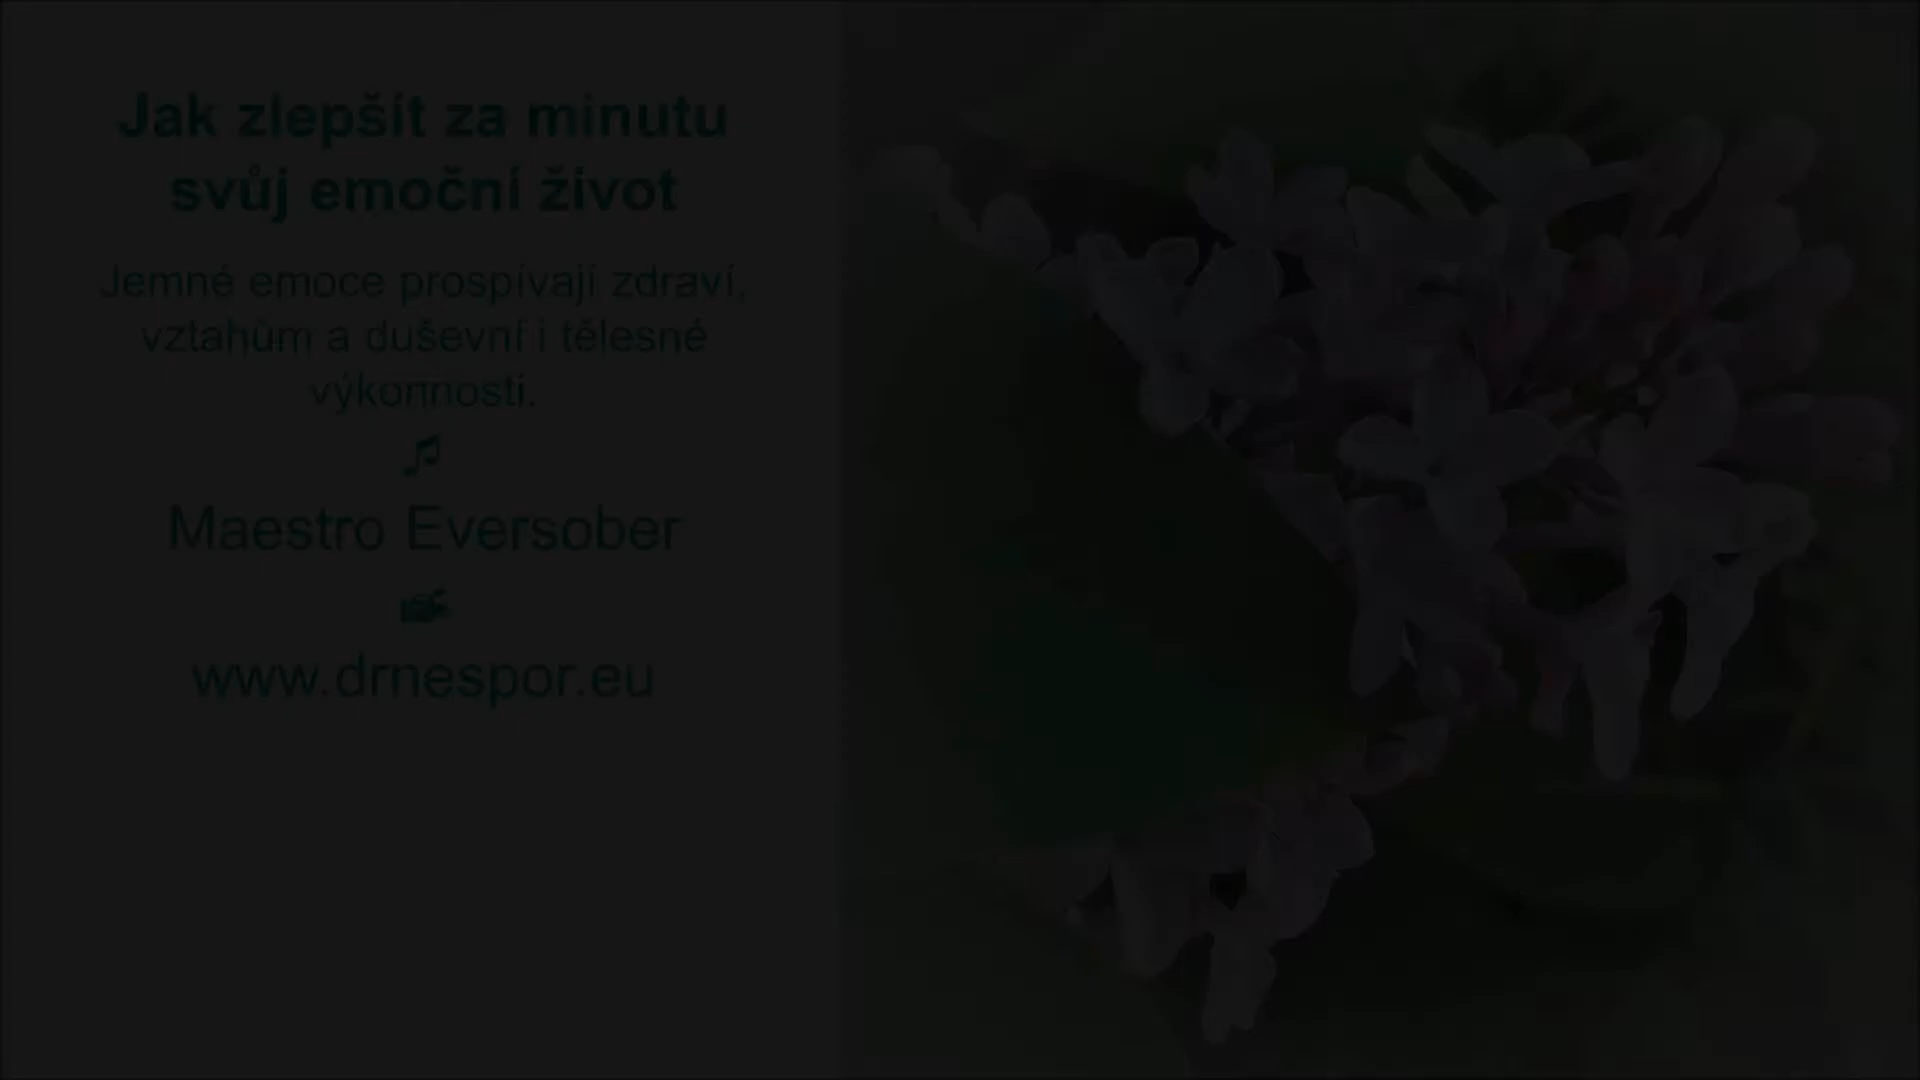 Jak zlepšit za minutu
svůj emoční život
Jemné emoce prospívají zdraví,
vztahům a duševní i tělesné
výkonnosti.
Maestro Eversober
www.drnespor.eu